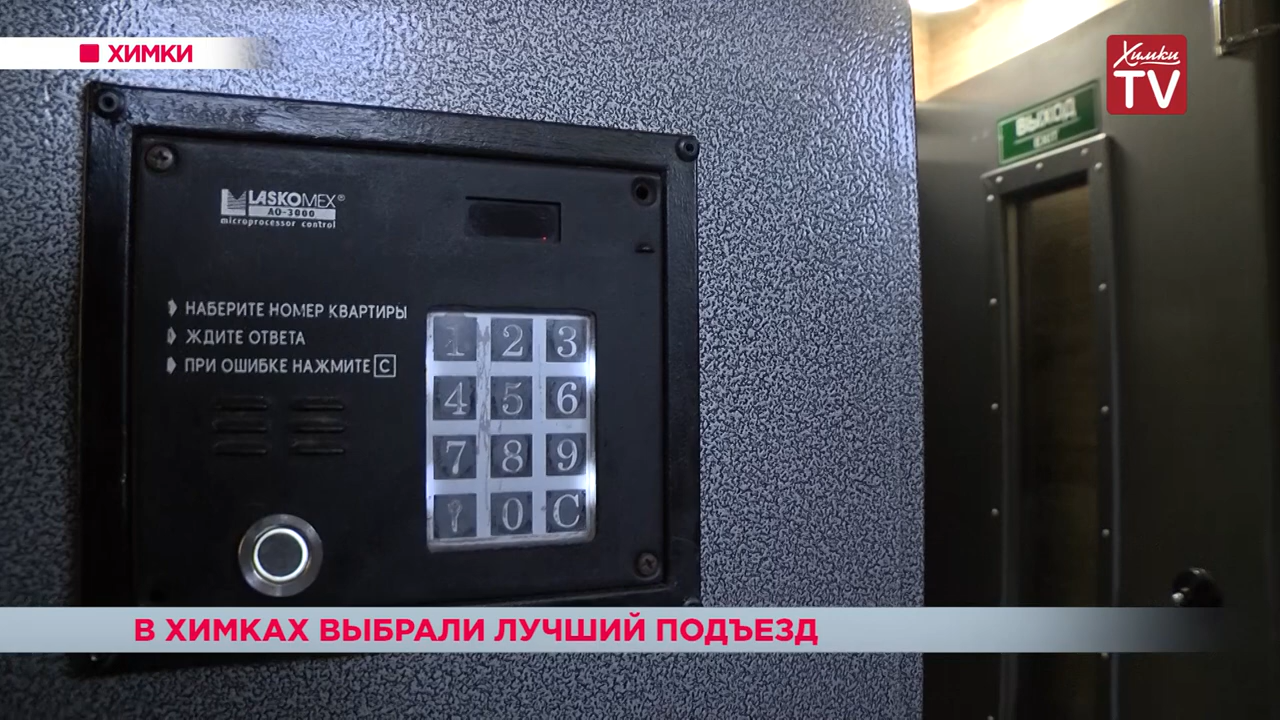 ХИМКИ
Химки
TV
ВЫХОД
EXIT
LASKOMEX®
AO-3000
microprocessor control
НАБЕРИТЕ НОМЕР КВАРТИРЫ
ЖДИТЕ ОТВЕТА
ПРИ ОШИБКЕ НАЖМИТЕ C
1 2 3
4 5 6
7 8 9
0 C
В ХИМКАХ ВЫБРАЛИ ЛУЧШИЙ ПОДЪЕЗД